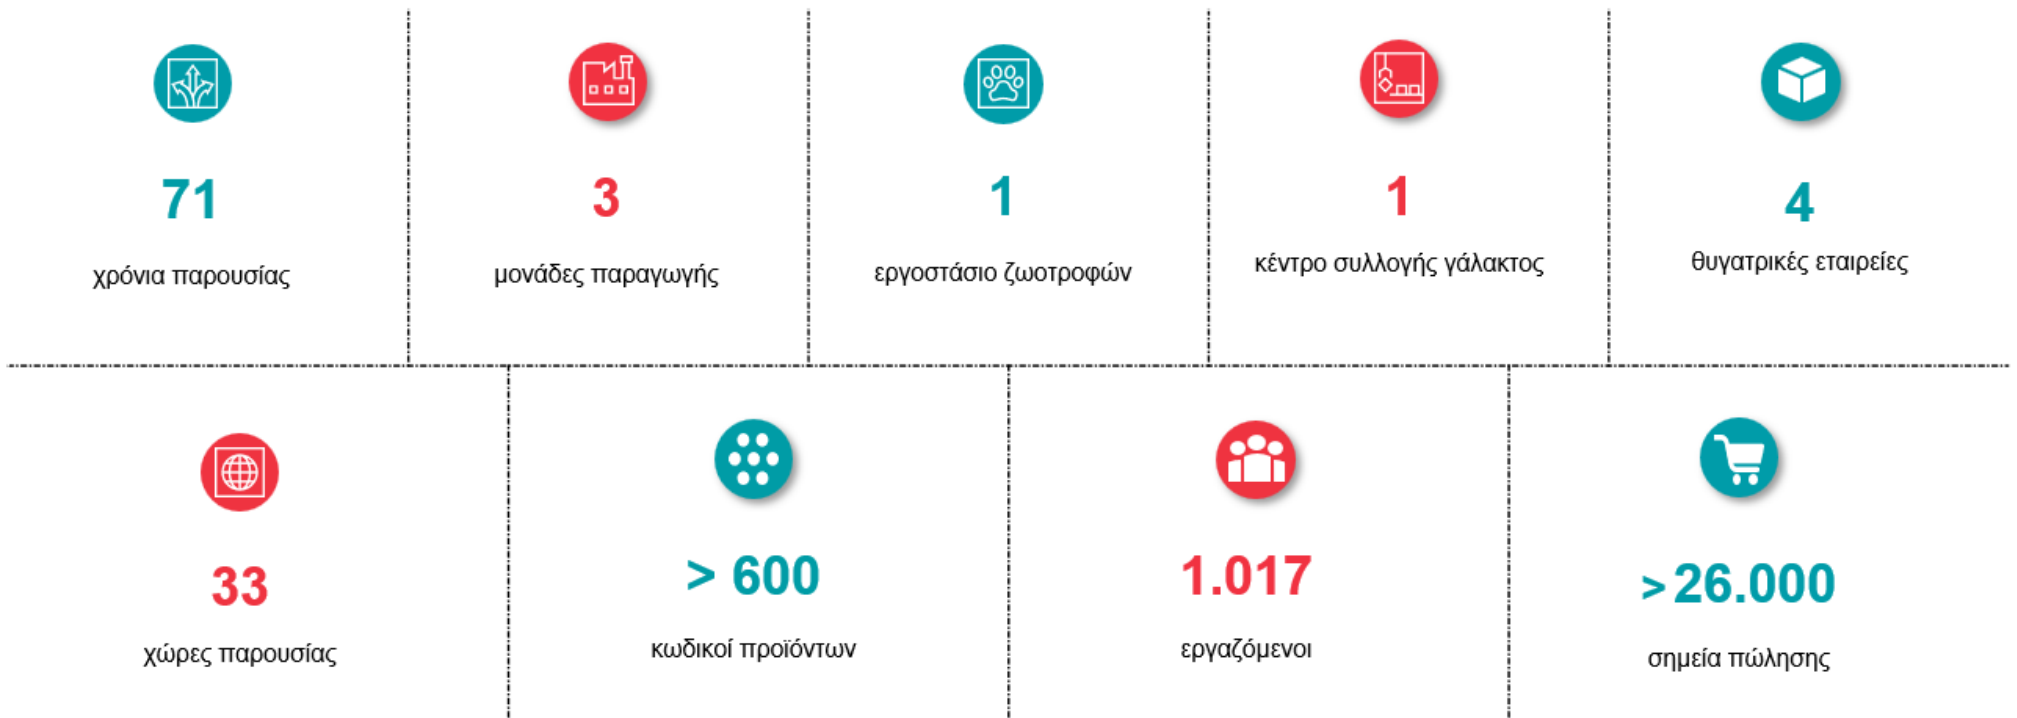 71
χρόνια παρουσίας
3
μονάδες παραγωγής
1
εργοστάσιο ζωοτροφών
1
κέντρο συλλογής γάλακτος
4
θυγατρικές εταιρείες
33
χώρες παρουσίας
> 600
κωδικοί προϊόντων
1.017
εργαζόμενοι
>26.000
σημεία πώλησης